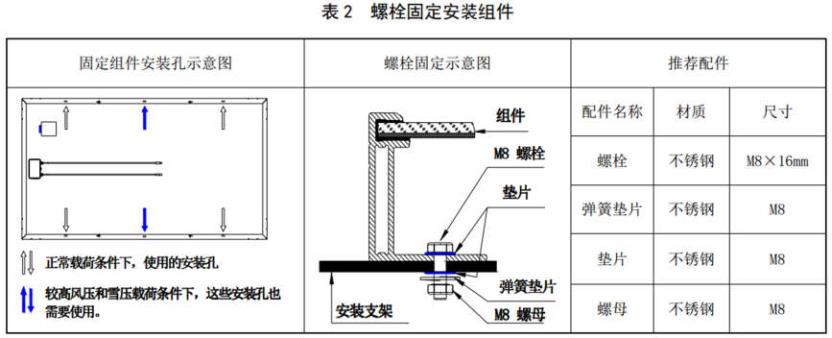 表 2 螺栓固定安装组件
固定组件安装孔示意图
螺栓固定示意图
推荐配件
正常载荷条件下，使用的安装孔
较高风压和雪压载荷条件下，这些安装孔也
需要使用。
组件
M8 螺栓
垫片
弹簧垫片
安装支架
M8 螺母
配件名称 材质 尺寸
螺栓 不锈钢 M8×16mm
弹簧垫片 不锈钢 M8
垫片 不锈钢 M8
螺母 不锈钢 M8